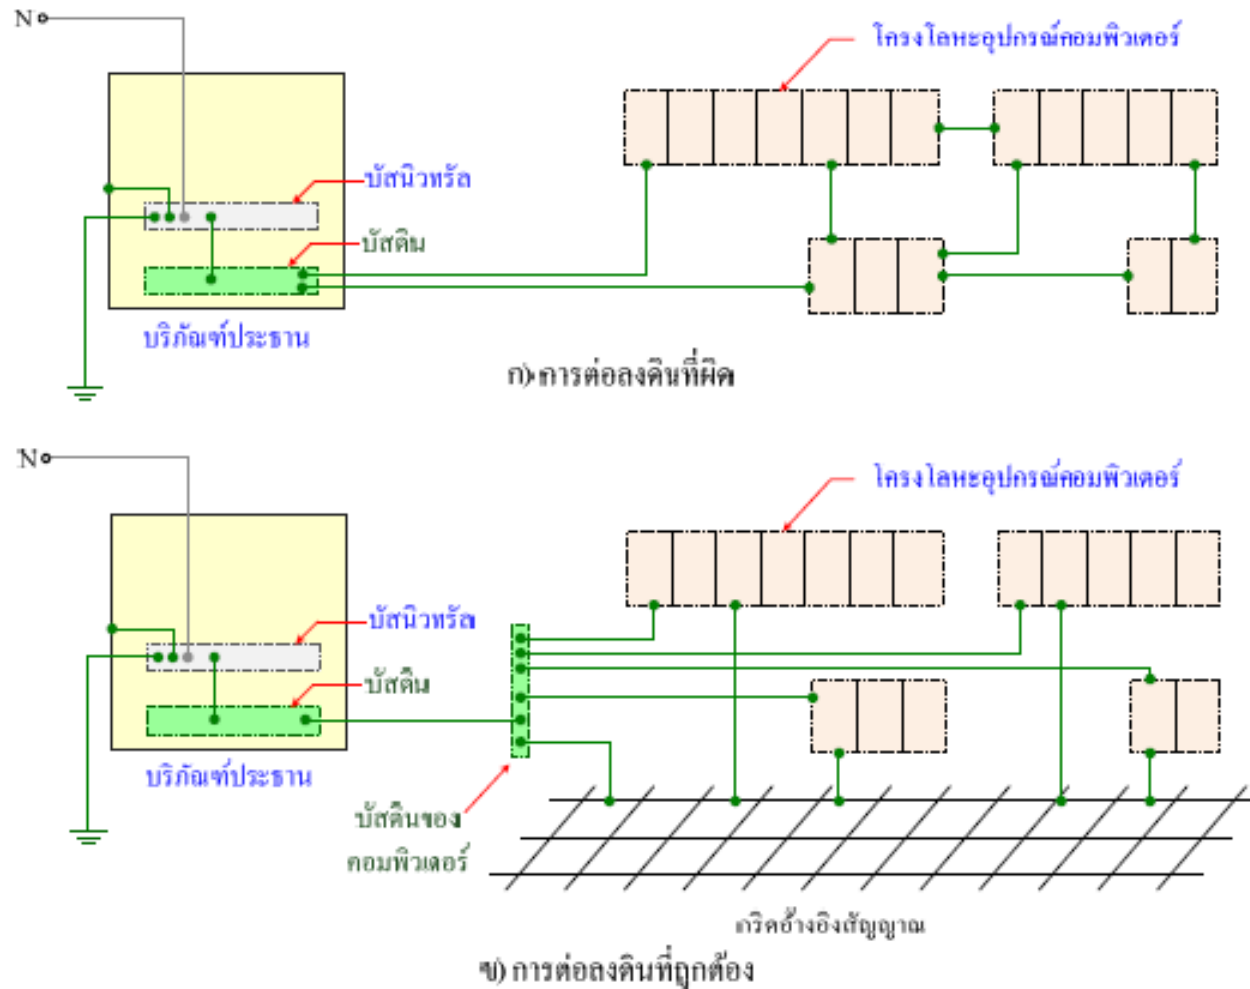 N
โครงโลหะอุปกรณ์คอมพิวเตอร์
บัสนิวทรัล
บัสดิน
บริภัณฑ์ประธาน
ก) การต่อลงดินที่ผิด
N
โครงโลหะอุปกรณ์คอมพิวเตอร์
บัสนิวทรัล
บัสดิน
บริภัณฑ์ประธาน
บัสดินของ
คอมพิวเตอร์
กริดอ้างอิงสัญญาณ
ข) การต่อลงดินที่ถูกต้อง